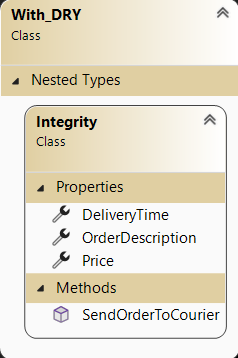 With_DRY
Class
Nested Types
Integrity
Class
Properties
DeliveryTime
OrderDescription
Price
Methods
SendOrderToCourier